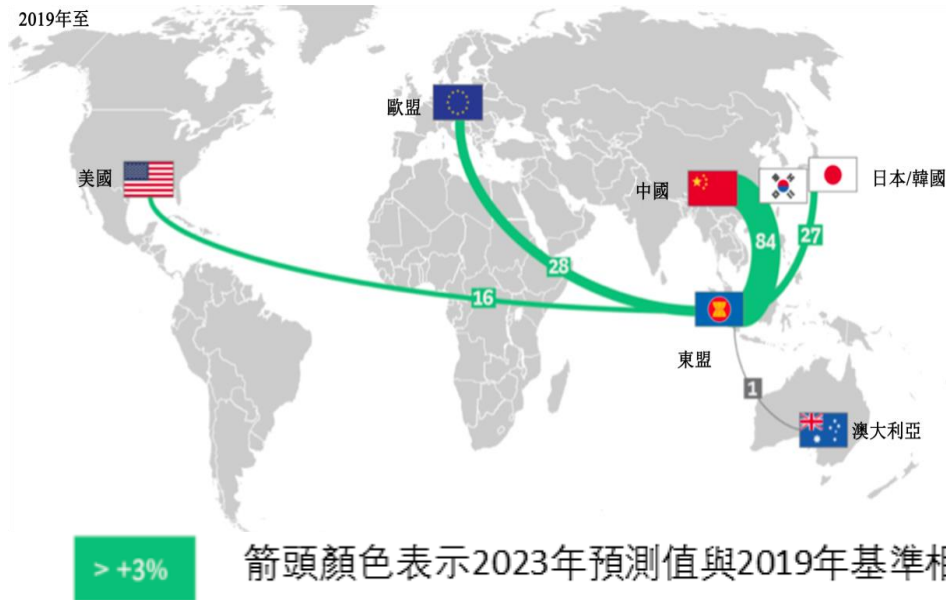 2019年至
歐盟
美國
中國
日本/韓國
84
27
28
16
東盟
1
澳大利亞
> +3%
箭頭顏色表示2023年預測值與2019年基準